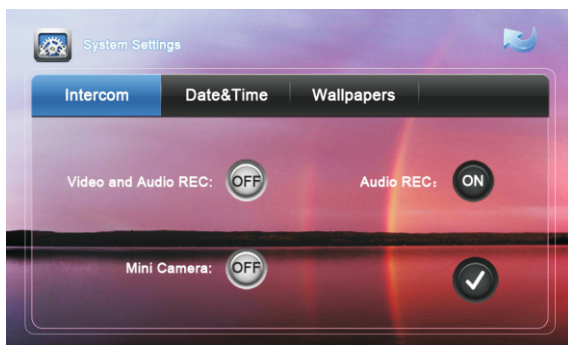 System Settings
Intercom Date&Time Wallpapers
Video and Audio REC: OFF Audio REC: ON
Mini Camera: OFF